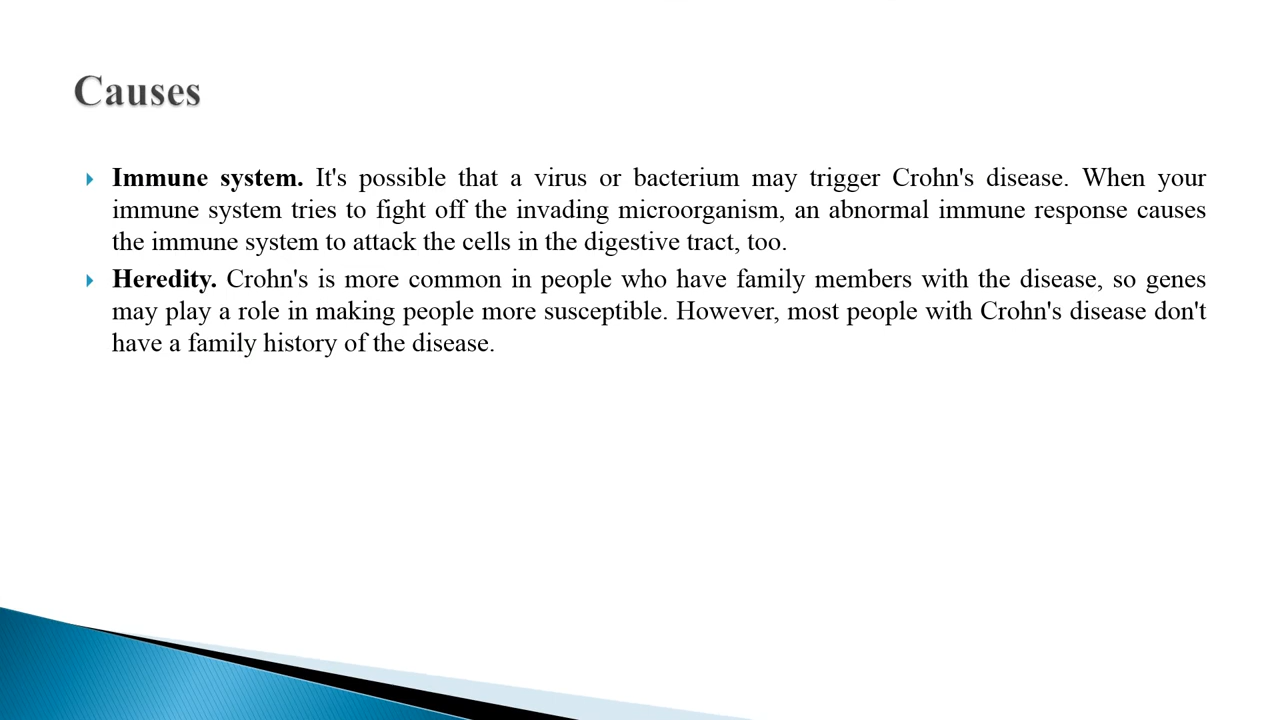 Causes
Immune system. It's possible that a virus or bacterium may trigger Crohn's disease. When your
immune system tries to fight off the invading microorganism, an abnormal immune response causes
the immune system to attack the cells in the digestive tract, too.
Heredity. Crohn's is more common in people who have family members with the disease, so genes
may play a role in making people more susceptible. However, most people with Crohn's disease don't
have a family history of the disease.